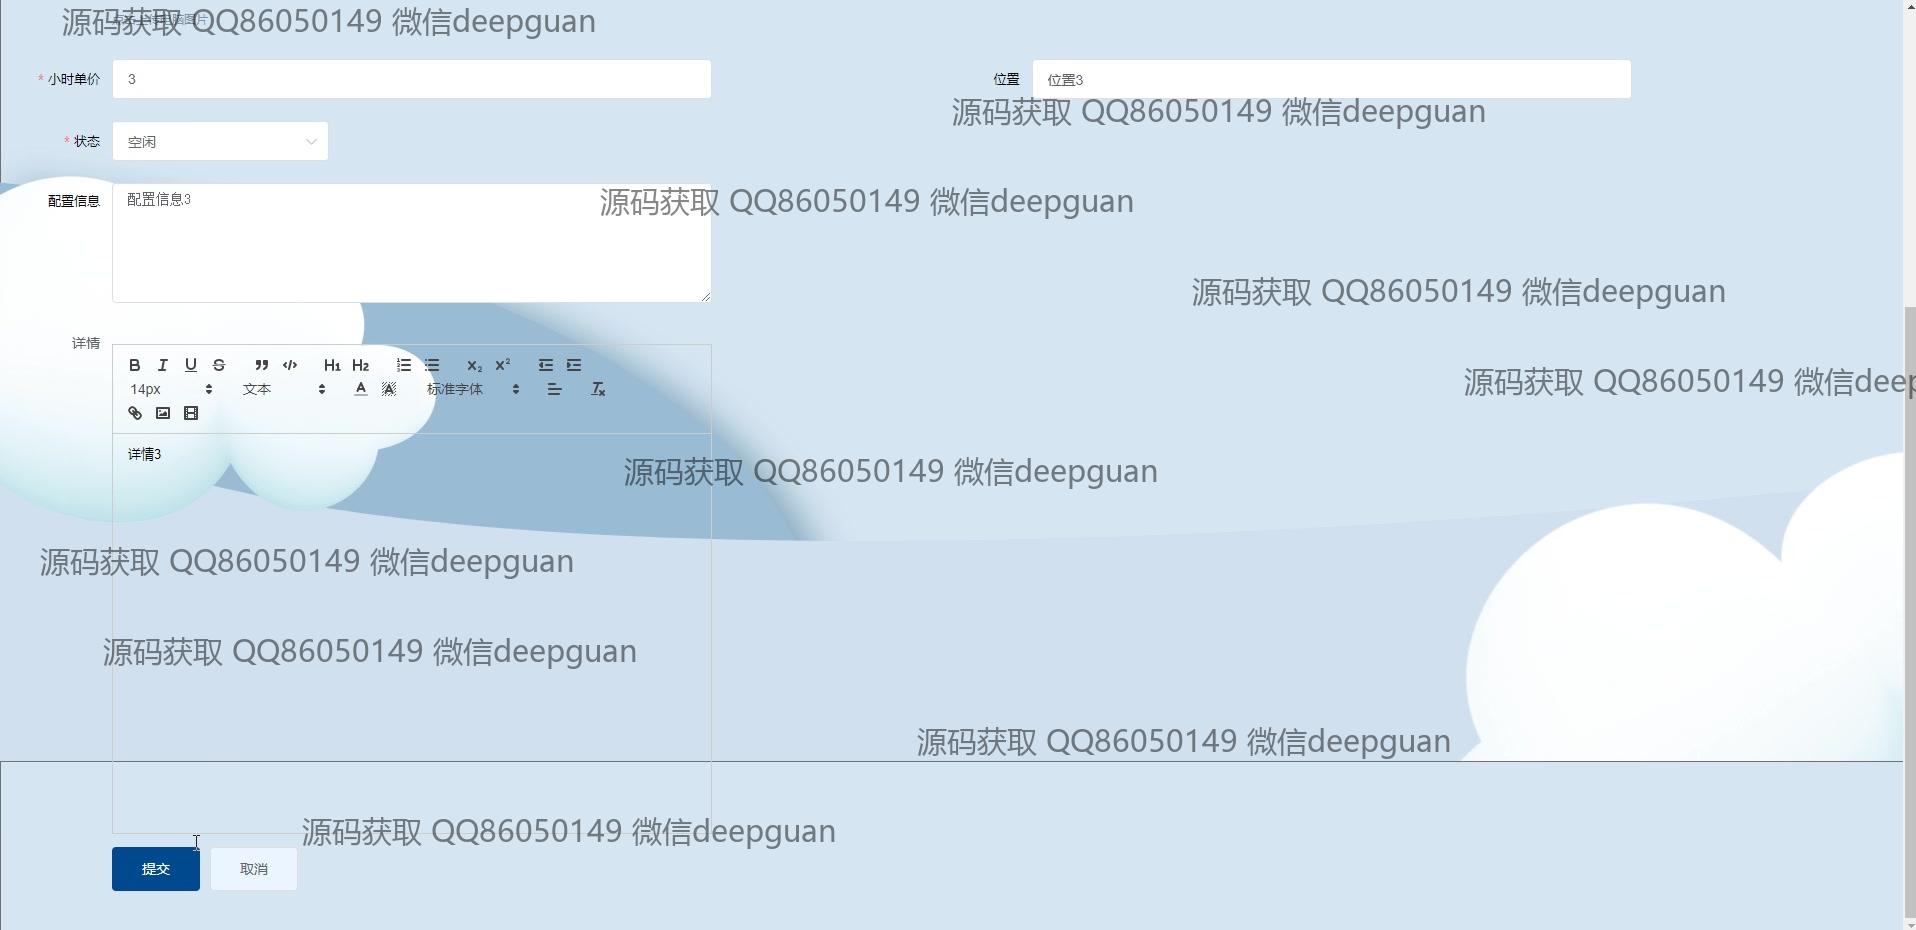 源码获取 QQ86050149 微信deepguan
* 小时单价 3 位置 位置3
源码获取 QQ86050149 微信deepguan
* 状态 空闲
配置信息 配置信息3
源码获取 QQ86050149 微信deepguan
源码获取 QQ86050149 微信deepguan
详情
B I U S H1 H2 x₂ x²
14px 文本 A A 标准字体 Tx
源码获取 QQ86050149 微信deep
详情3
源码获取 QQ86050149 微信deepguan
源码获取 QQ86050149 微信deepguan
源码获取 QQ86050149 微信deepguan
源码获取 QQ86050149 微信deepguan
源码获取 QQ86050149 微信deepguan
提交 取消